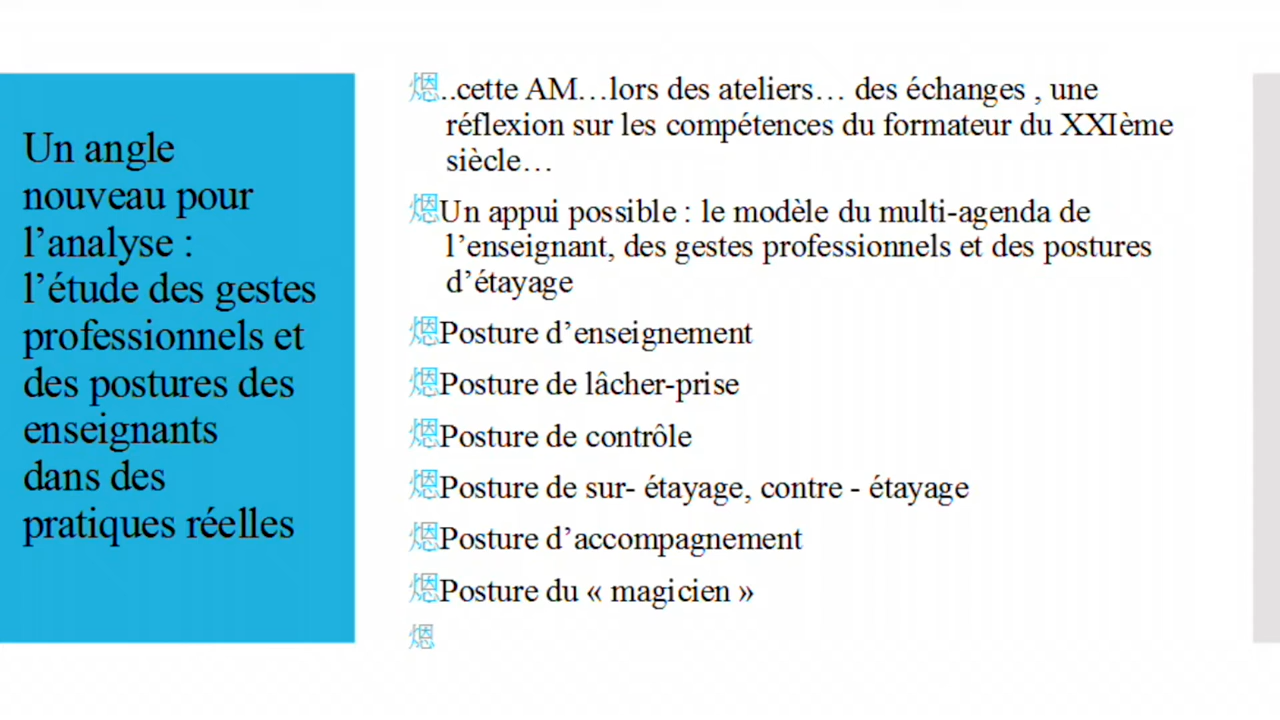 Un angle
nouveau pour
l’analyse :
l’étude des gestes
professionnels et
des postures des
enseignants
dans des
pratiques réelles
..cette AM…lors des ateliers… des échanges , une
réflexion sur les compétences du formateur du XXIème
siècle…
Un appui possible : le modèle du multi-agenda de
l’enseignant, des gestes professionnels et des postures
d’étayage
Posture d’enseignement
Posture de lâcher-prise
Posture de contrôle
Posture de sur- étayage, contre - étayage
Posture d’accompagnement
Posture du « magicien »